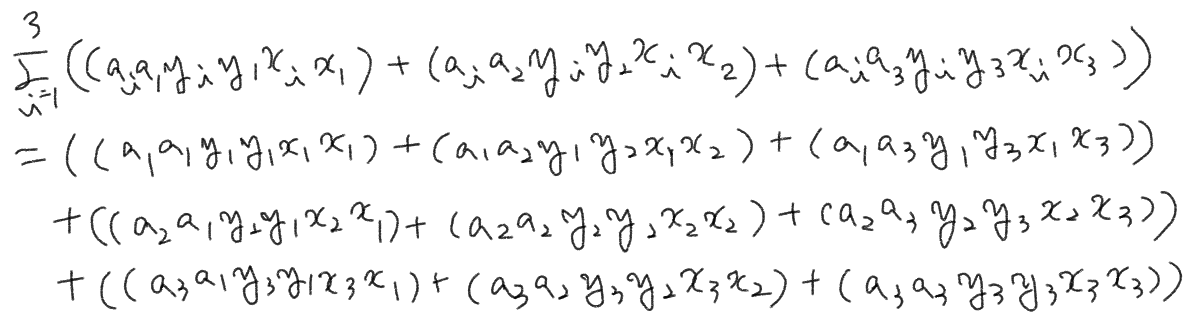 \sum_{i=1}^{3} ((a_i a_1 y_i y_1 x_i x_1) + (a_i a_2 y_i y_2 x_i x_2) + (a_i a_3 y_i y_3 x_i x_3))
= ((a_1 a_1 y_1 y_1 x_1 x_1) + (a_1 a_2 y_1 y_2 x_1 x_2) + (a_1 a_3 y_1 y_3 x_1 x_3))
+ ((a_2 a_1 y_2 y_1 x_2 x_1) + (a_2 a_2 y_2 y_2 x_2 x_2) + (a_2 a_3 y_2 y_3 x_2 x_3))
+ ((a_3 a_1 y_3 y_1 x_3 x_1) + (a_3 a_2 y_3 y_2 x_3 x_2) + (a_3 a_3 y_3 y_3 x_3 x_3))